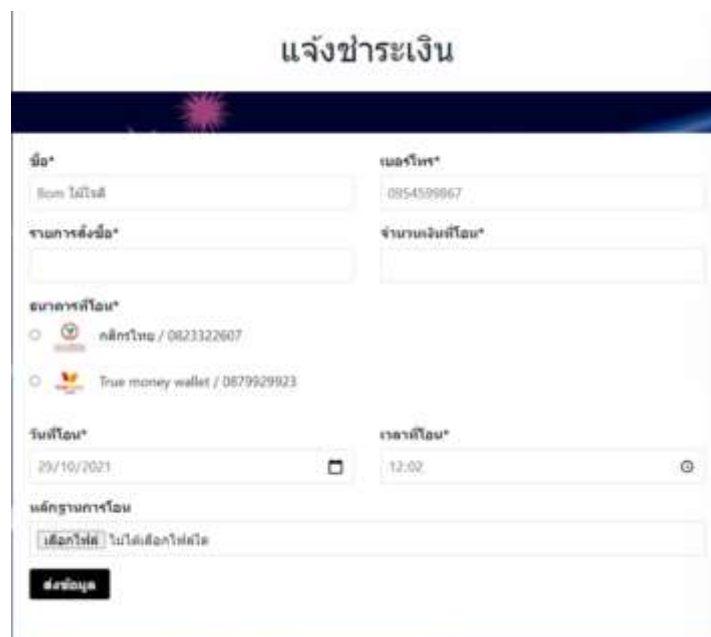 แจ้งชำระเงิน
ชื่อ*
เบอร์โทร*
0954599867
รายการสั่งซื้อ*
จำนวนเงินที่โอน*
ธนาคารที่โอน*
กสิกรไทย / 0823322607
True money wallet / 0879929923
วันที่โอน*
เวลาที่โอน*
29/10/2021
12:02
หลักฐานการโอน
เลือกไฟล์ ไม่ได้เลือกไฟล์ใด
ส่งข้อมูล